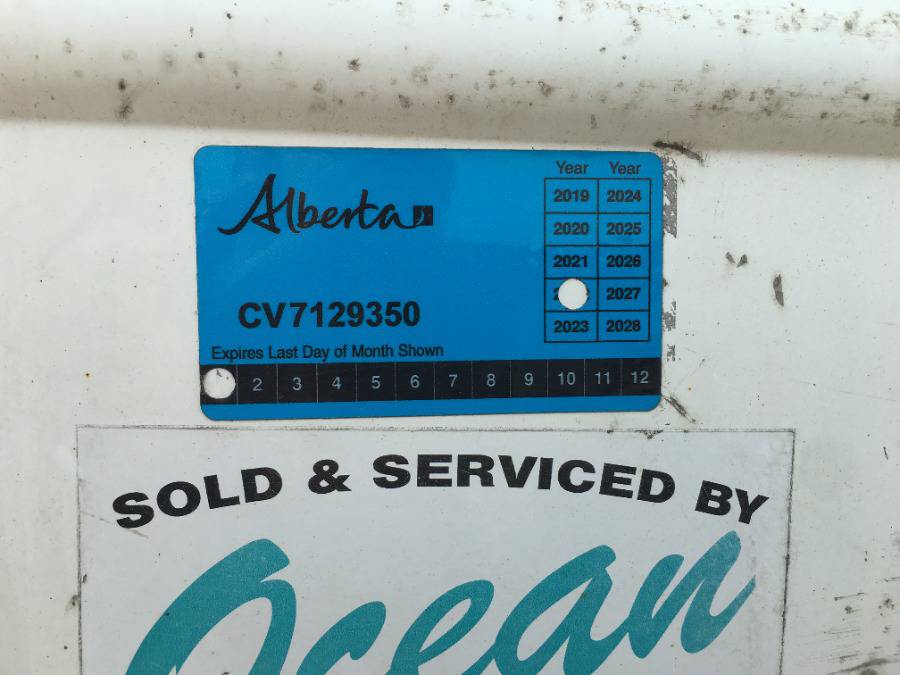 Alberta
Year Year
2019 2024
2020 2025
2021 2026
2027
2023 2028
CV7129350
Expires Last Day of Month Shown
2 3 4 5 6 7 8 9 10 11 12
SOLD & SERVICED BY
Ocean